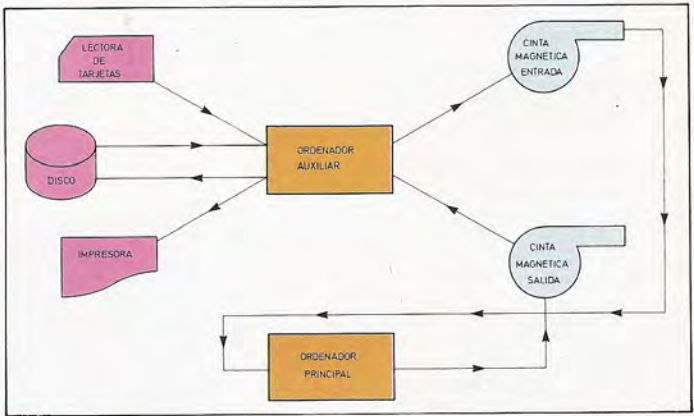 LECTORA
DE
TARJETAS
CINTA
MAGNETICA
ENTRADA
ORDENADOR
AUXILIAR
DISCO
IMPRESORA
CINTA
MAGNETICA
SALIDA
ORDENADOR
PRINCIPAL